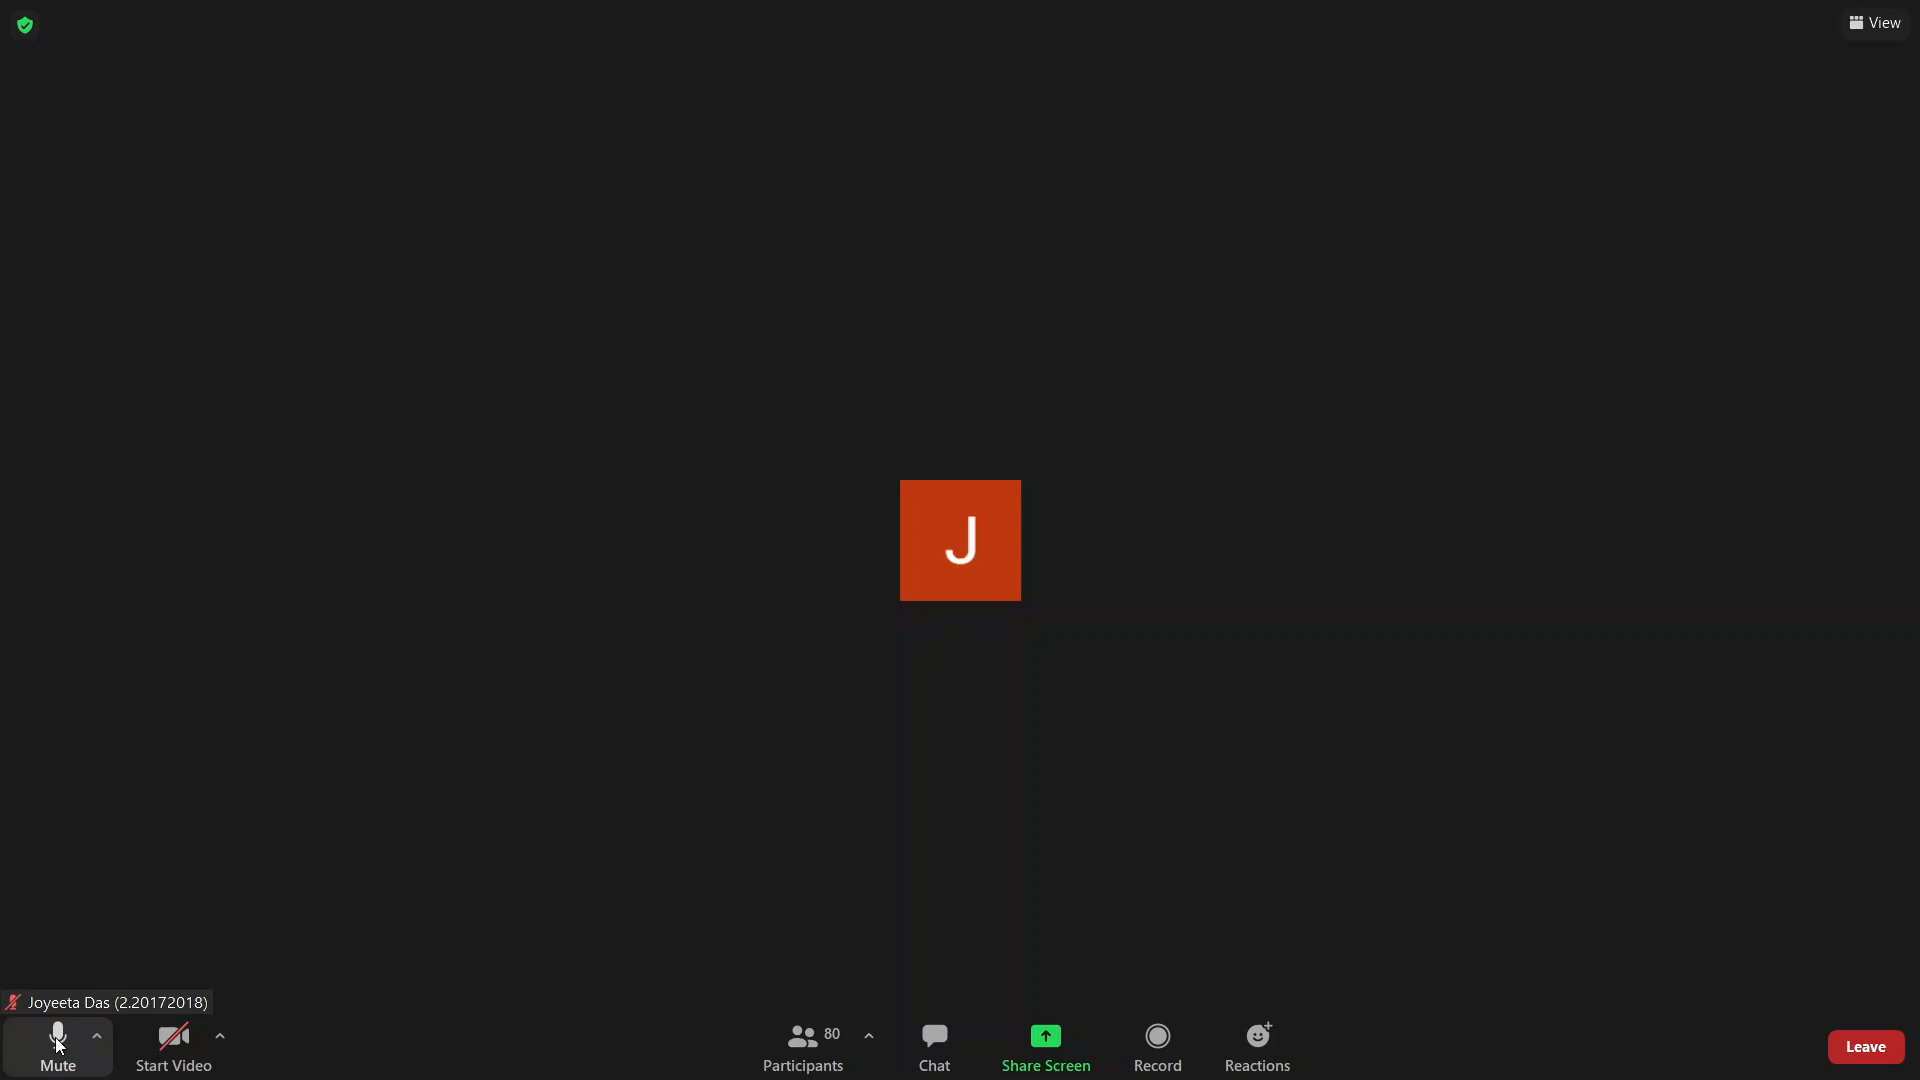 View
J
Joyeeta Das (2.20172018)
80
Mute
Start Video
Participants
Chat
Share Screen
Record
Reactions
Leave